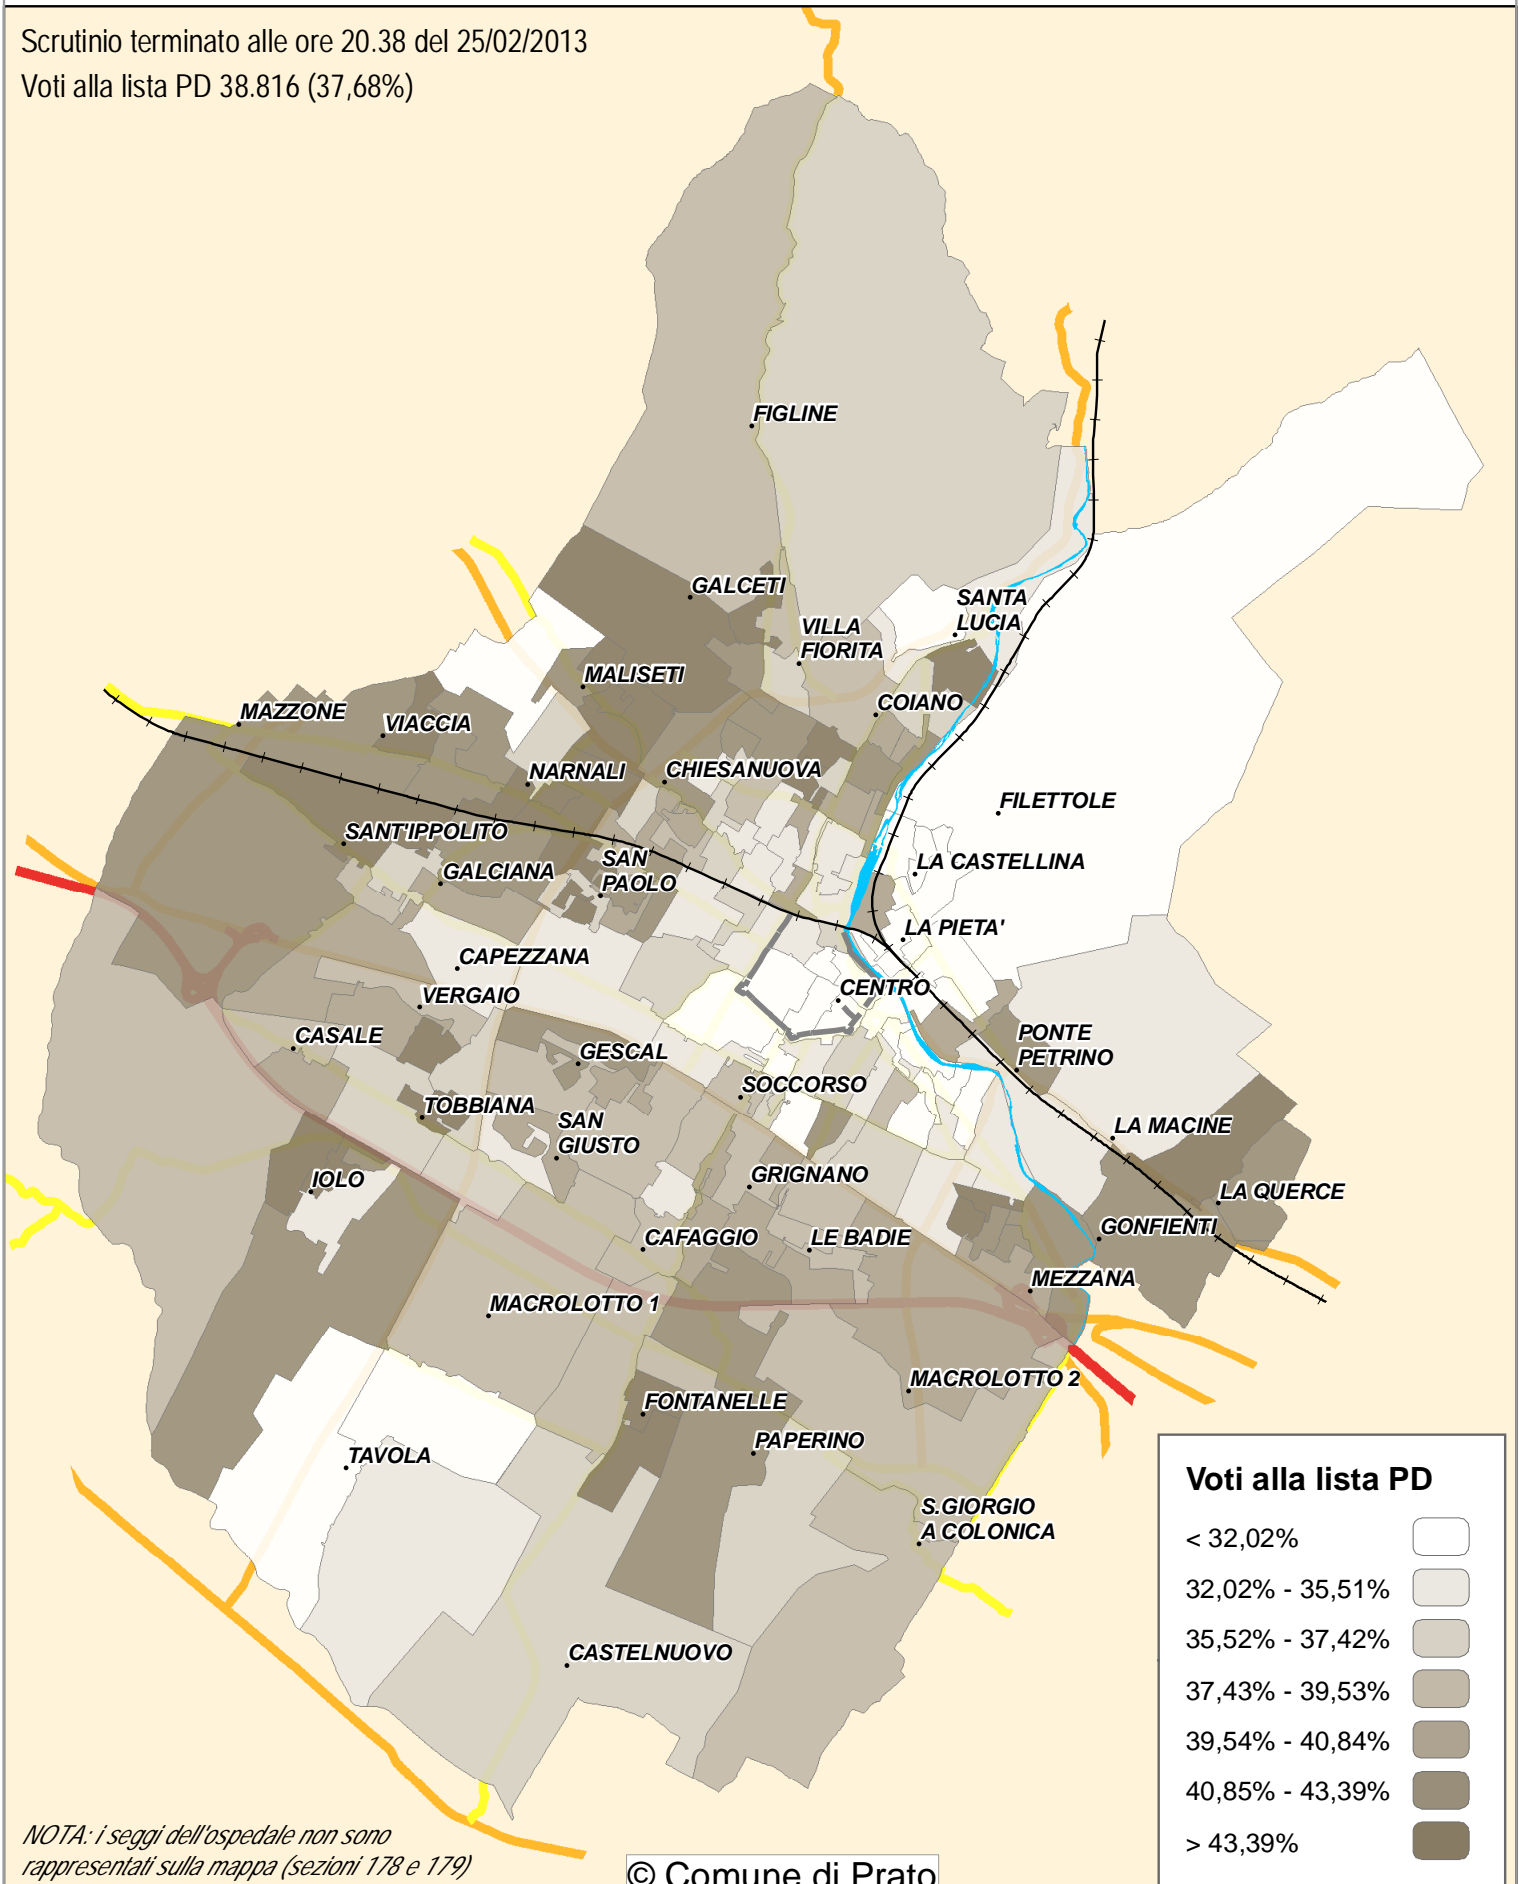 Scrutinio terminato alle ore 20.38 del 25/02/2013
Voti alla lista PD 38.816 (37,68%)
FIGLINE
GALCETI
SANTA
LUCIA
VILLA
FIORITA
MALISETI
COIANO
MAZZONE
VIACCIA
NARNALI
CHIESANUOVA
FILETTOLE
SANT'IPPOLITO
GALCIANA
SAN
PAOLO
LA CASTELLINA
LA PIETA'
CAPEZZANA
VERGAIO
CENTRO
CASALE
GESCAL
PONTE
PETRINO
SOCCORSO
TOBBIANA
SAN
GIUSTO
LA MACINE
IOLO
GRIGNANO
LA QUERCE
CAFAGGIO
LE BADIE
GONFIENTI
MEZZANA
MACROLOTTO 1
MACROLOTTO 2
FONTANELLE
PAPERINO
TAVOLA
S.GIORGIO
A COLONICA
CASTELNUOVO
Voti alla lista PD
< 32,02%
32,02% - 35,51%
35,52% - 37,42%
37,43% - 39,53%
39,54% - 40,84%
40,85% - 43,39%
> 43,39%
NOTA: i seggi dell'ospedale non sono
rappresentati sulla mappa (sezioni 178 e 179)
© Comune di Prato